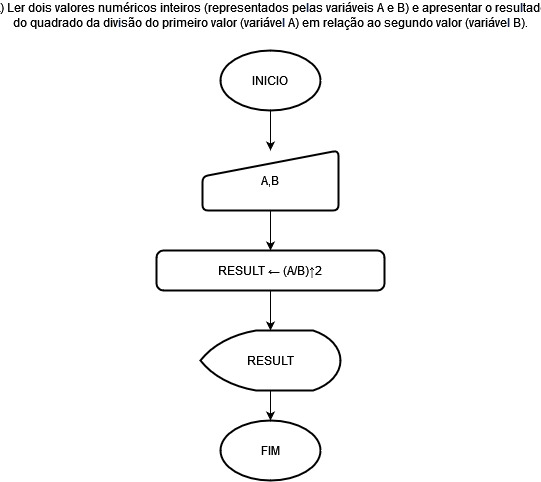 ) Ler dois valores numéricos inteiros (representados pelas variáveis A e B) e apresentar o resultado
do quadrado da divisão do primeiro valor (variável A) em relação ao segundo valor (variável B).
INICIO
A,B
RESULT ← (A/B)↑2
RESULT
FIM